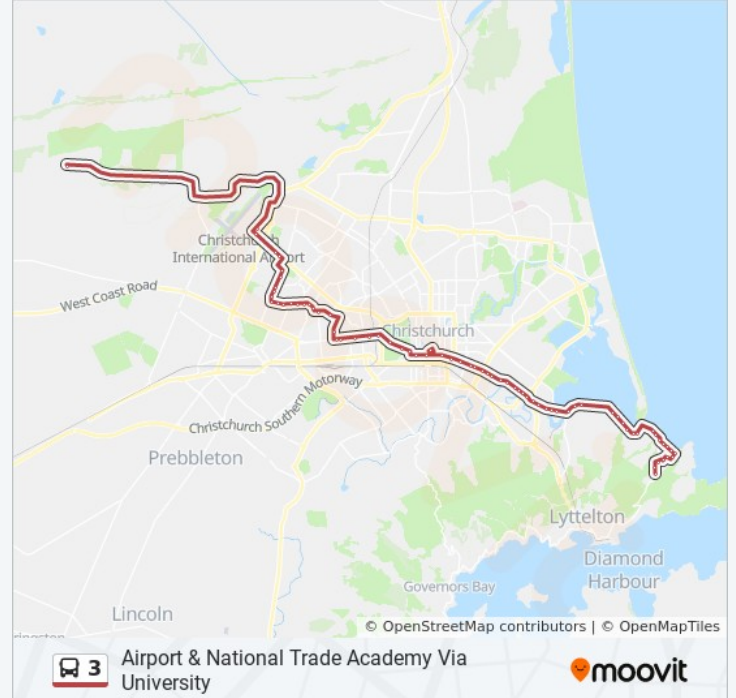 Christchurch
International Airport
West Coast Road
Christchurch
Christchurch Southern Motorway
Prebbleton
Lyttelton
Diamond
Harbour
Governors Bay
Lincoln
© OpenStreetMap contributors | © OpenMapTiles
3
Airport & National Trade Academy Via
University
moovit